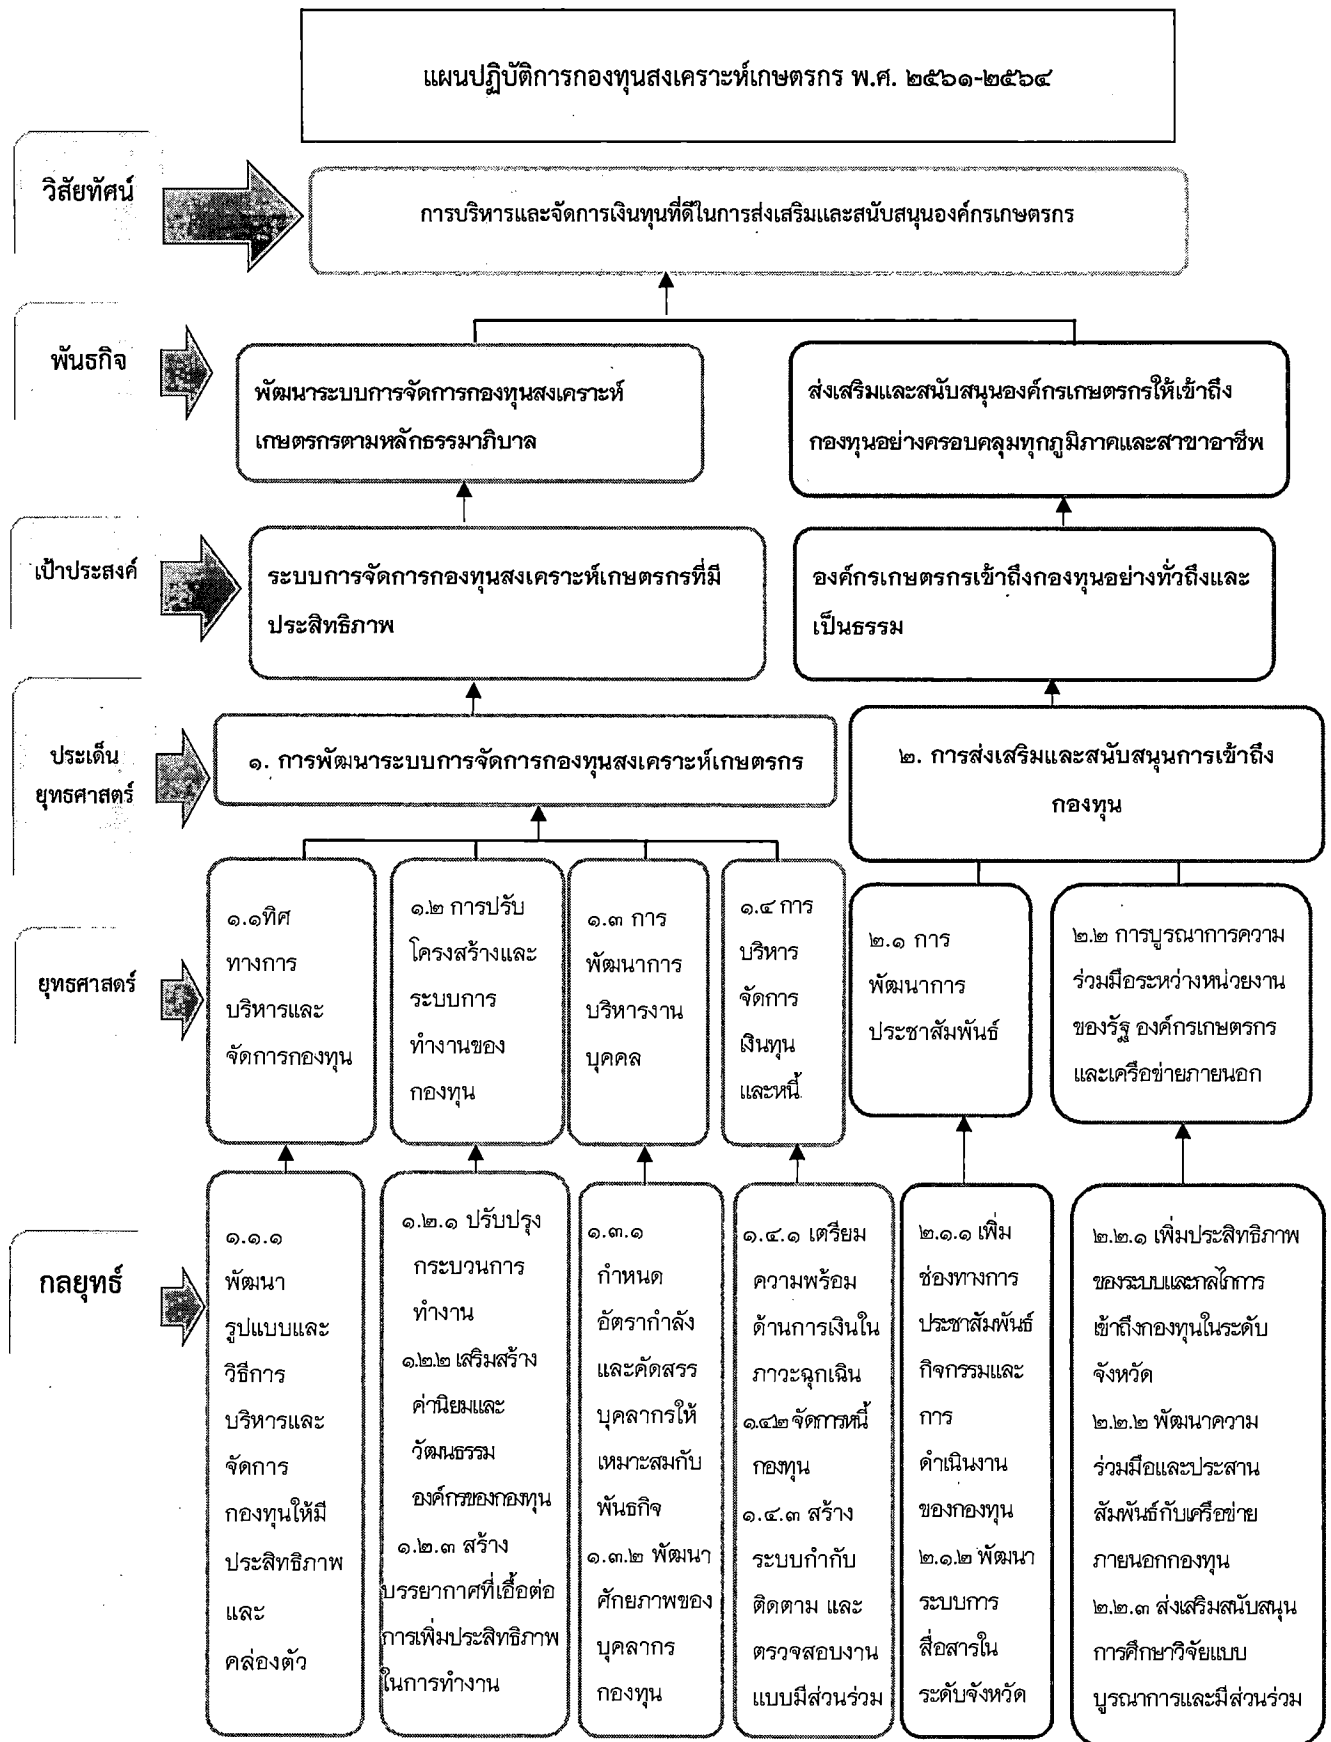 แผนปฏิบัติการกองทุนสงเคราะห์เกษตรกร พ.ศ. ๒๕๖๑-๒๕๖๔
วิสัยทัศน์
การบริหารและจัดการเงินทุนที่ดีในการส่งเสริมและสนับสนุนองค์กรเกษตรกร
พันธกิจ
พัฒนาระบบการจัดการกองทุนสงเคราะห์
เกษตรกรตามหลักธรรมาภิบาล
ส่งเสริมและสนับสนุนองค์กรเกษตรกรให้เข้าถึง
กองทุนอย่างครอบคลุมทุกภูมิภาคและสาขาอาชีพ
เป้าประสงค์
ระบบการจัดการกองทุนสงเคราะห์เกษตรกรที่มี
ประสิทธิภาพ
องค์กรเกษตรกรเข้าถึงกองทุนอย่างทั่วถึงและ
เป็นธรรม
ประเด็น
ยุทธศาสตร์
๑. การพัฒนาระบบการจัดการกองทุนสงเคราะห์เกษตรกร
๒. การส่งเสริมและสนับสนุนการเข้าถึง
กองทุน
ยุทธศาสตร์
๑.๑ทิศ
ทางการ
บริหารและ
จัดการกองทุน
๑.๒ การปรับ
โครงสร้างและ
ระบบการ
ทำงานของ
กองทุน
๑.๓ การ
พัฒนาการ
บริหารงาน
บุคคล
๑.๔ การ
บริหาร
จัดการ
เงินทุน
และหนี้
๒.๑ การ
พัฒนาการ
ประชาสัมพันธ์
๒.๒ การบูรณาการความ
ร่วมมือระหว่างหน่วยงาน
ของรัฐ องค์กรเกษตรกร
และเครือข่ายภายนอก
กลยุทธ์
๑.๑.๑
พัฒนา
รูปแบบและ
วิธีการ
บริหารและ
จัดการ
กองทุนให้มี
ประสิทธิภาพ
และ
คล่องตัว
๑.๒.๑ ปรับปรุง
กระบวนการ
ทำงาน
๑.๒.๒ เสริมสร้าง
ค่านิยมและ
วัฒนธรรม
องค์กรของกองทุน
๑.๒.๓ สร้าง
บรรยากาศที่เอื้อต่อ
การเพิ่มประสิทธิภาพ
ในการทำงาน
๑.๓.๑
กำหนด
อัตรากำลัง
และคัดสรร
บุคลากรให้
เหมาะสมกับ
พันธกิจ
๑.๓.๒ พัฒนา
ศักยภาพของ
บุคลากร
กองทุน
๑.๔.๑ เตรียม
ความพร้อม
ด้านการเงินใน
ภาวะฉุกเฉิน
๑.๔.๒ จัดการหนี้
กองทุน
๑.๔.๓ สร้าง
ระบบกำกับ
ติดตาม และ
ตรวจสอบงาน
แบบมีส่วนร่วม
๒.๑.๑ เพิ่ม
ช่องทางการ
ประชาสัมพันธ์
กิจกรรมและ
การ
ดำเนินงาน
ของกองทุน
๒.๑.๒ พัฒนา
ระบบการ
สื่อสารใน
ระดับจังหวัด
๒.๒.๑ เพิ่มประสิทธิภาพ
ของระบบและกลไกการ
เข้าถึงกองทุนในระดับ
จังหวัด
๒.๒.๒ พัฒนาความ
ร่วมมือและประสาน
สัมพันธ์กับเครือข่าย
ภายนอกกองทุน
๒.๒.๓ ส่งเสริมสนับสนุน
การศึกษาวิจัยแบบ
บูรณาการและมีส่วนร่วม